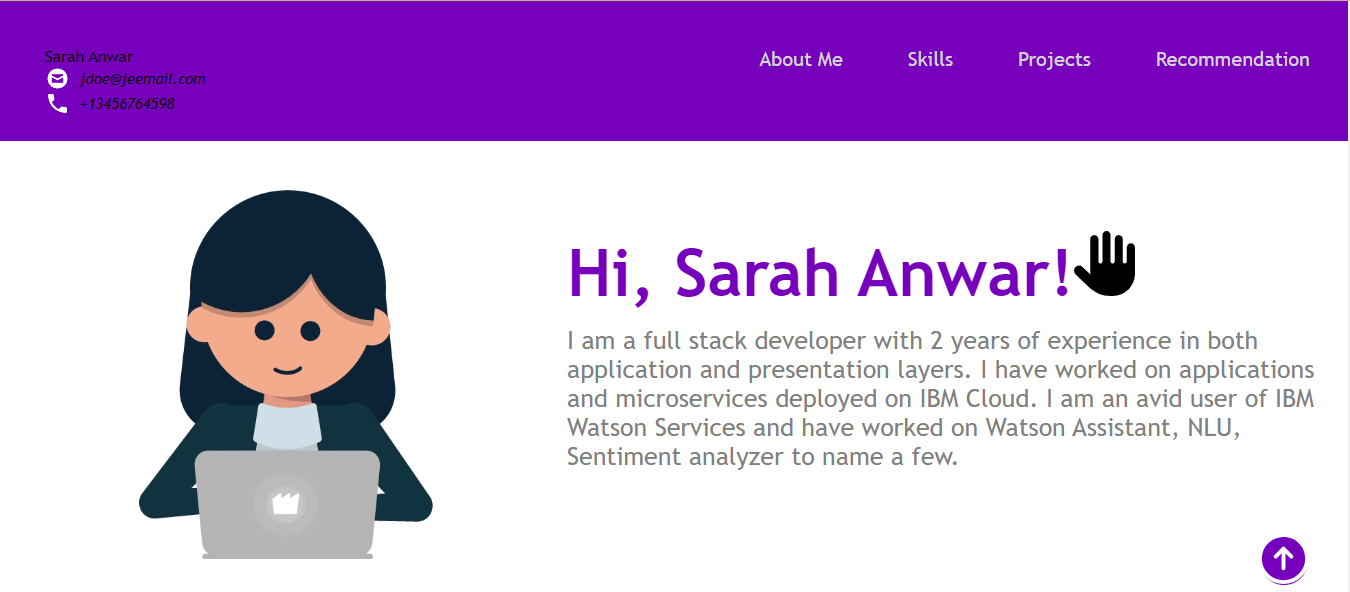 Sarah Anwar
jdoe@jeemail.com
+13456764598
About Me
Skills
Projects
Recommendation
Hi, Sarah Anwar!
I am a full stack developer with 2 years of experience in both
application and presentation layers. I have worked on applications
and microservices deployed on IBM Cloud. I am an avid user of IBM
Watson Services and have worked on Watson Assistant, NLU,
Sentiment analyzer to name a few.